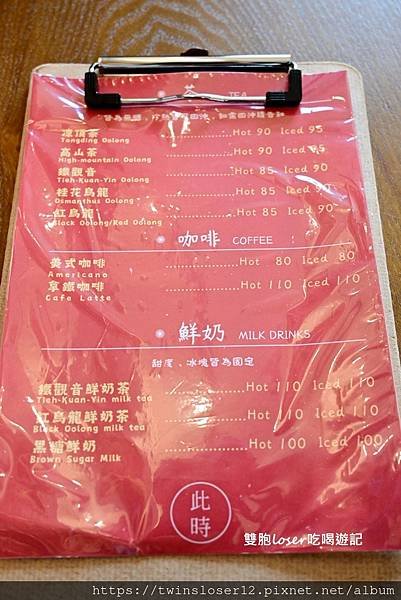 茶 TEA
凍頂茶 Hot 90 Iced 95
Tongding Oolong
高山茶 Hot 90 Iced 95
High-mountain Oolong
鐵觀音 Hot 85 Iced 90
Tieh-Kuan-Yin Oolong
桂花烏龍 Hot 85 Iced 90
Osmanthus Oolong
紅烏龍 Hot 85 Iced 90
Black Oolong/Red Oolong
咖啡 COFFEE
美式咖啡 Hot 80 Iced 80
Americano
拿鐵咖啡 Hot 110 Iced 110
Cafe Latte
鮮奶 MILK DRINKS
甜度、冰塊皆為固定
鐵觀音鮮奶茶 Hot 110 Iced 110
Tieh-Kuan-Yin milk tea
紅烏龍鮮奶茶 Hot 110 Iced 110
Black Oolong milk tea
黑糖鮮奶 Hot 100 Iced 100
Brown Sugar Milk
此時
雙胞loser吃喝遊記
https://twinsloser12.pixnet.net/album